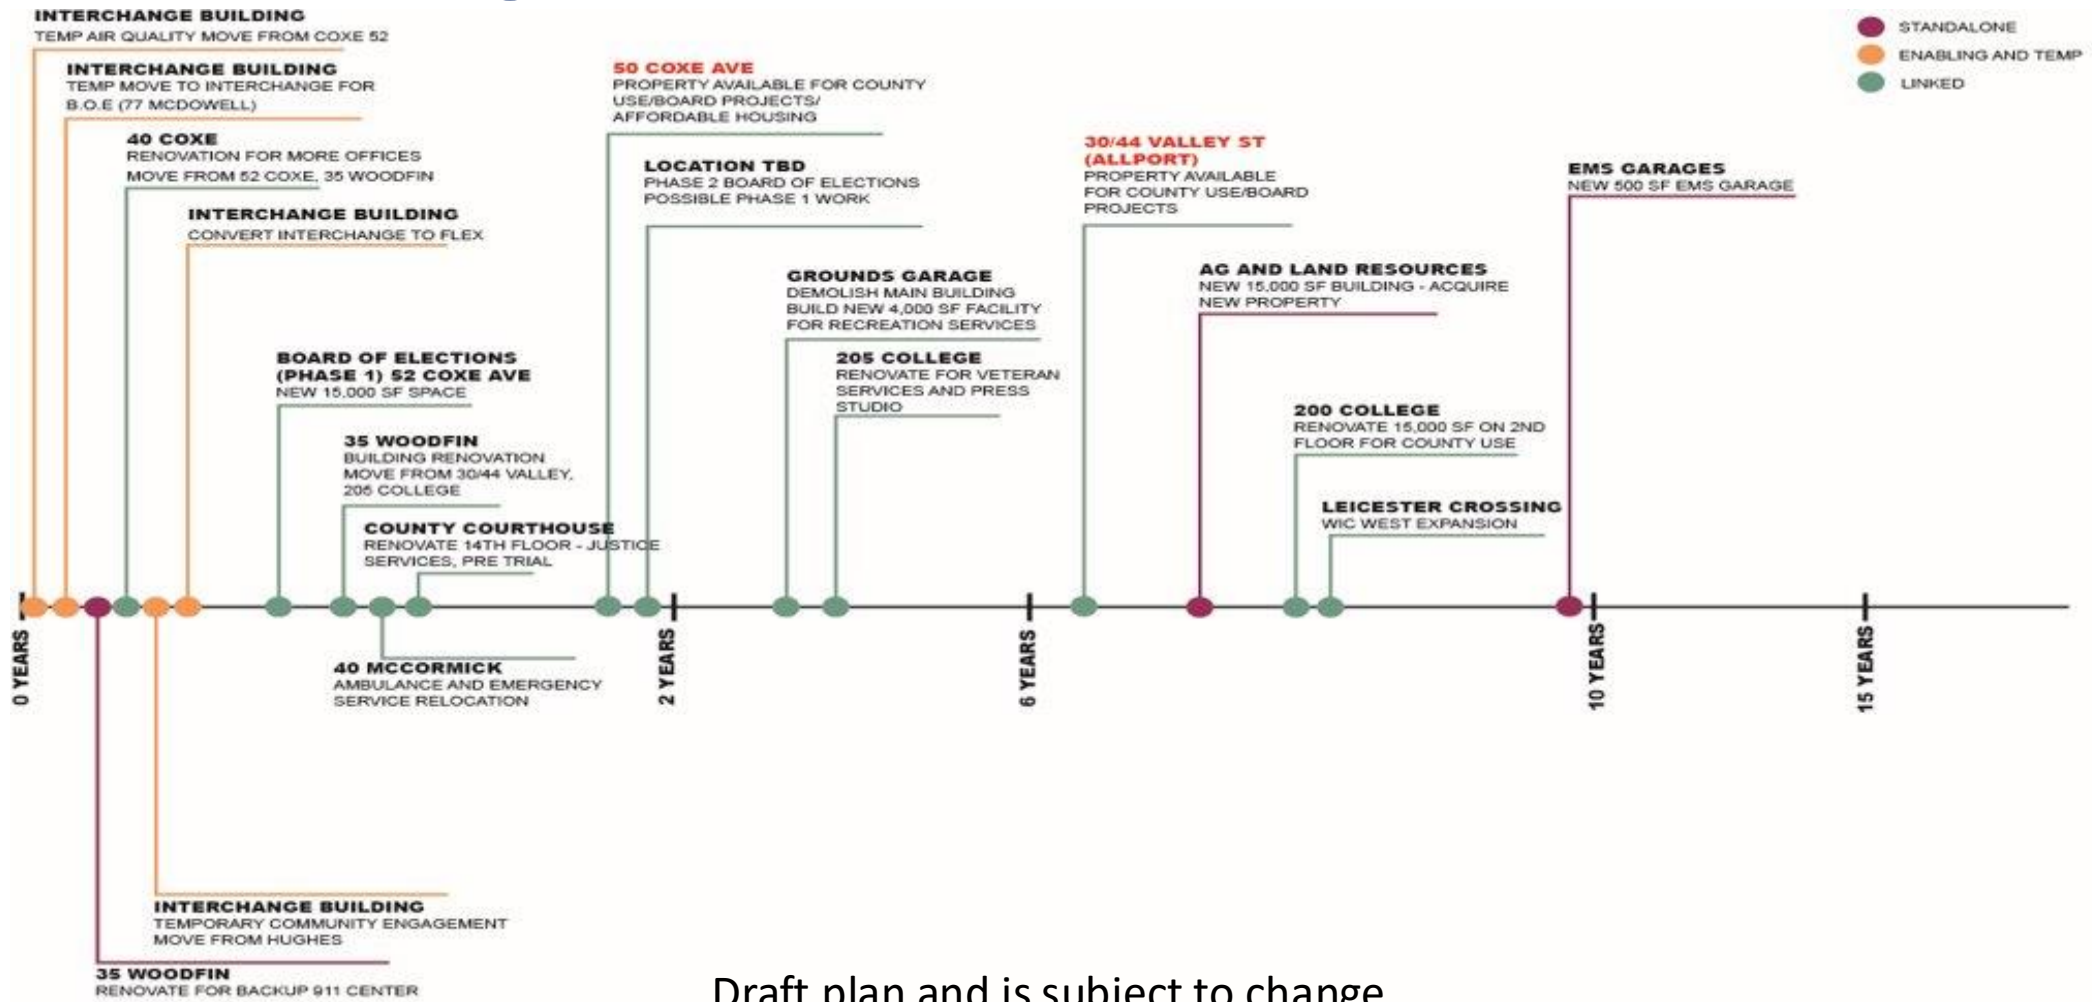 INTERCHANGE BUILDING
TEMP AIR QUALITY MOVE FROM COXE 52
INTERCHANGE BUILDING
TEMP MOVE TO INTERCHANGE FOR
B.O.E (77 MCDOWELL)
40 COXE
RENOVATION FOR MORE OFFICES
MOVE FROM 52 COXE, 35 WOODFIN
INTERCHANGE BUILDING
CONVERT INTERCHANGE TO FLEX
BOARD OF ELECTIONS
(PHASE 1) 52 COXE AVE
NEW 15,000 SF SPACE
35 WOODFIN
BUILDING RENOVATION
MOVE FROM 30/44 VALLEY,
205 COLLEGE
COUNTY COURTHOUSE
RENOVATE 14TH FLOOR - JUSTICE
SERVICES, PRE TRIAL
50 COXE AVE
PROPERTY AVAILABLE FOR COUNTY
USE/BOARD PROJECTS/
AFFORDABLE HOUSING
LOCATION TBD
PHASE 2 BOARD OF ELECTIONS
POSSIBLE PHASE 1 WORK
GROUNDS GARAGE
DEMOLISH MAIN BUILDING
BUILD NEW 4,000 SF FACILITY
FOR RECREATION SERVICES
205 COLLEGE
RENOVATE FOR VETERAN
SERVICES AND PRESS
STUDIO
30/44 VALLEY ST
(ALLPORT)
PROPERTY AVAILABLE
FOR COUNTY USE/BOARD
PROJECTS
AG AND LAND RESOURCES
NEW 15,000 SF BUILDING - ACQUIRE
NEW PROPERTY
200 COLLEGE
RENOVATE 15,000 SF ON 2ND
FLOOR FOR COUNTY USE
LEICESTER CROSSING
WIC WEST EXPANSION
EMS GARAGES
NEW 500 SF EMS GARAGE
STANDALONE
ENABLING AND TEMP
LINKED
0 YEARS
2 YEARS
6 YEARS
10 YEARS
15 YEARS
40 MCCORMICK
AMBULANCE AND EMERGENCY
SERVICE RELOCATION
INTERCHANGE BUILDING
TEMPORARY COMMUNITY ENGAGEMENT
MOVE FROM HUGHES
35 WOODFIN
RENOVATE FOR BACKUP 911 CENTER
Draft plan and is subject to change